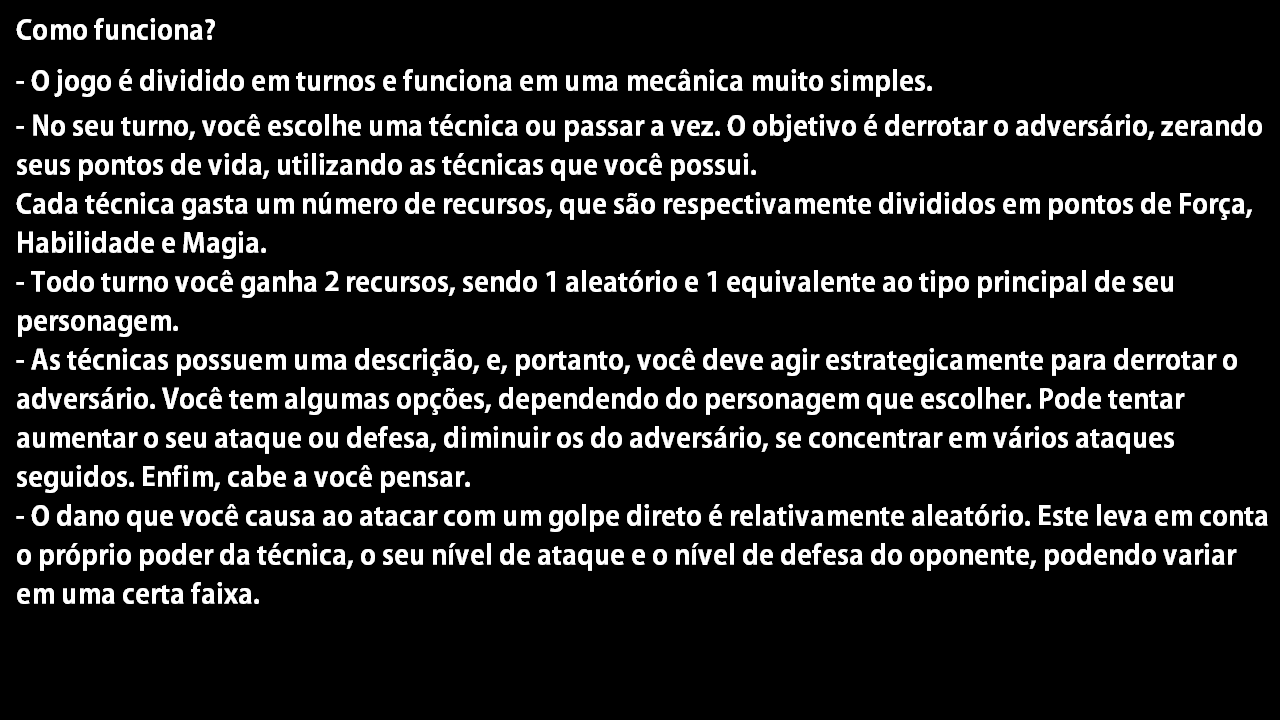 Como funciona?
- O jogo é dividido em turnos e funciona em uma mecânica muito simples.
- No seu turno, você escolhe uma técnica ou passar a vez. O objetivo é derrotar o adversário, zerando
seus pontos de vida, utilizando as técnicas que você possui.
Cada técnica gasta um número de recursos, que são respectivamente divididos em pontos de Força,
Habilidade e Magia.
- Todo turno você ganha 2 recursos, sendo 1 aleatório e 1 equivalente ao tipo principal de seu
personagem.
- As técnicas possuem uma descrição, e, portanto, você deve agir estrategicamente para derrotar o
adversário. Você tem algumas opções, dependendo do personagem que escolher. Pode tentar
aumentar o seu ataque ou defesa, diminuir os do adversário, se concentrar em vários ataques
seguidos. Enfim, cabe a você pensar.
- O dano que você causa ao atacar com um golpe direto é relativamente aleatório. Este leva em conta
o próprio poder da técnica, o seu nível de ataque e o nível de defesa do oponente, podendo variar
em uma certa faixa.